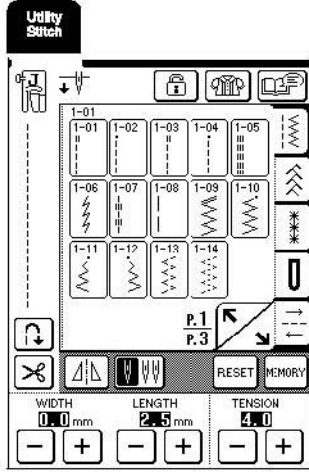 Utility
Stitch
J
1-01
1-01 1-02 1-03 1-04 1-05
1-06 1-07 1-08 1-09 1-10
1-11 1-12 1-13 1-14
P.1
P.3
RESET MEMORY
WIDTH LENGTH TENSION
0.0 mm 2.5 mm 4.0
− + − + − +